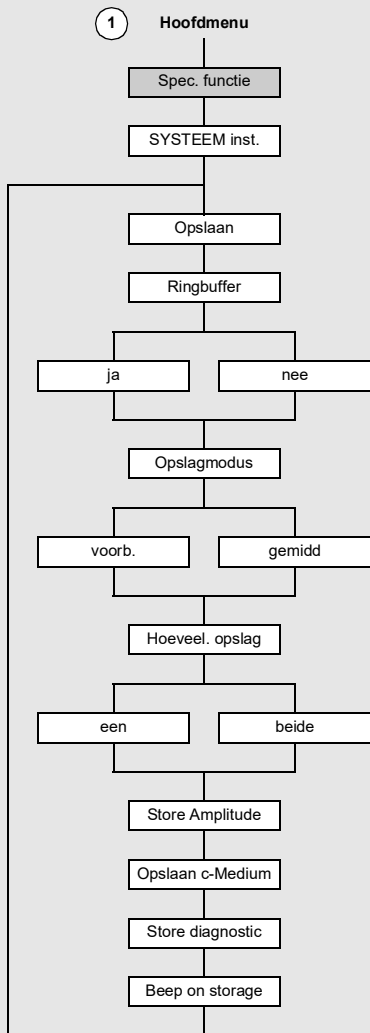 1 Hoofdmenu
Spec. functie
SYSTEEM inst.
Opslaan
Ringbuffer
ja nee
Opslagmodus
voorb. gemidd
Hoeveel. opslag
een beide
Store Amplitude
Opslaan c-Medium
Store diagnostic
Beep on storage